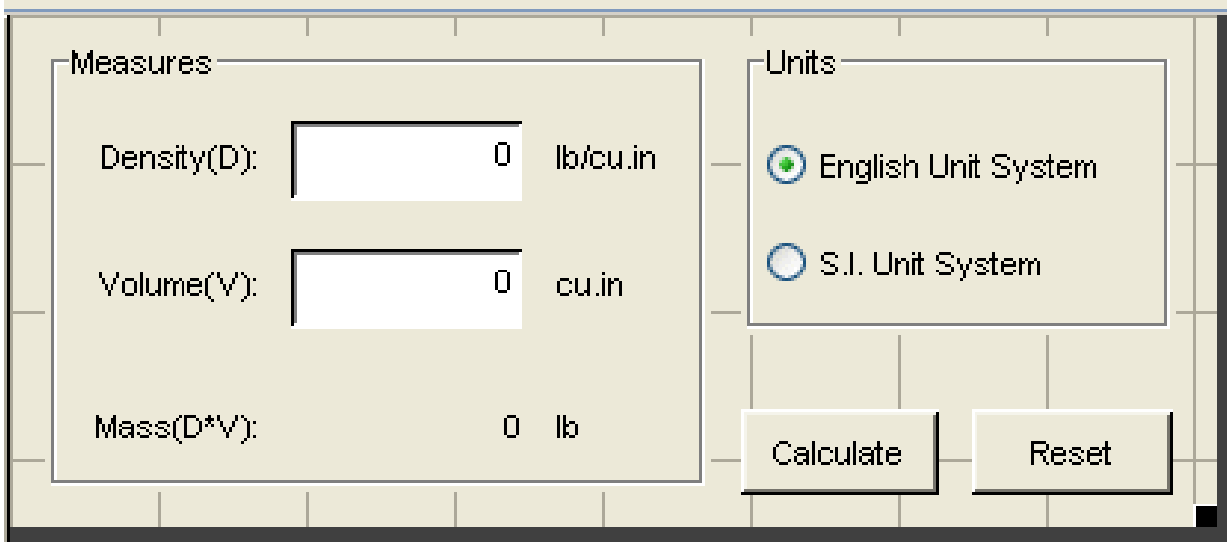 Measures
Density(D): 0 lb/cu.in
Volume(V): 0 cu.in
Mass(D*V): 0 lb
Units
English Unit System
S.I. Unit System
Calculate Reset